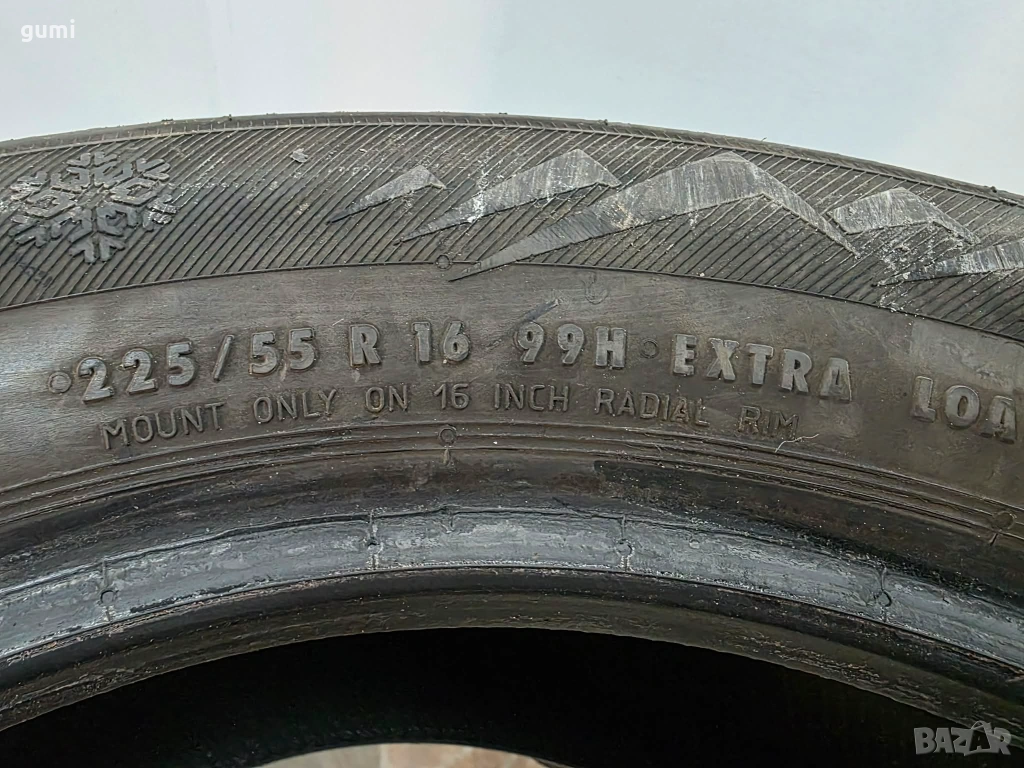 gumi
225/55 R 16 99H EXTRA LOA
MOUNT ONLY ON 16 INCH RADIAL RIM
BAZAR